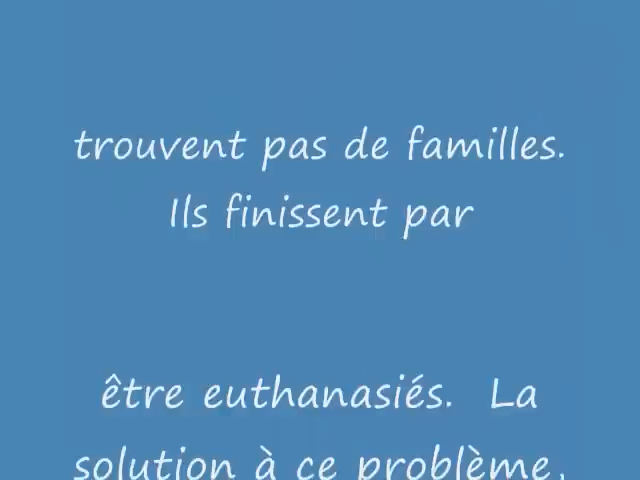 trouvent pas de familles.
Ils finissent par
être euthanasiés. La
solution à ce problème,